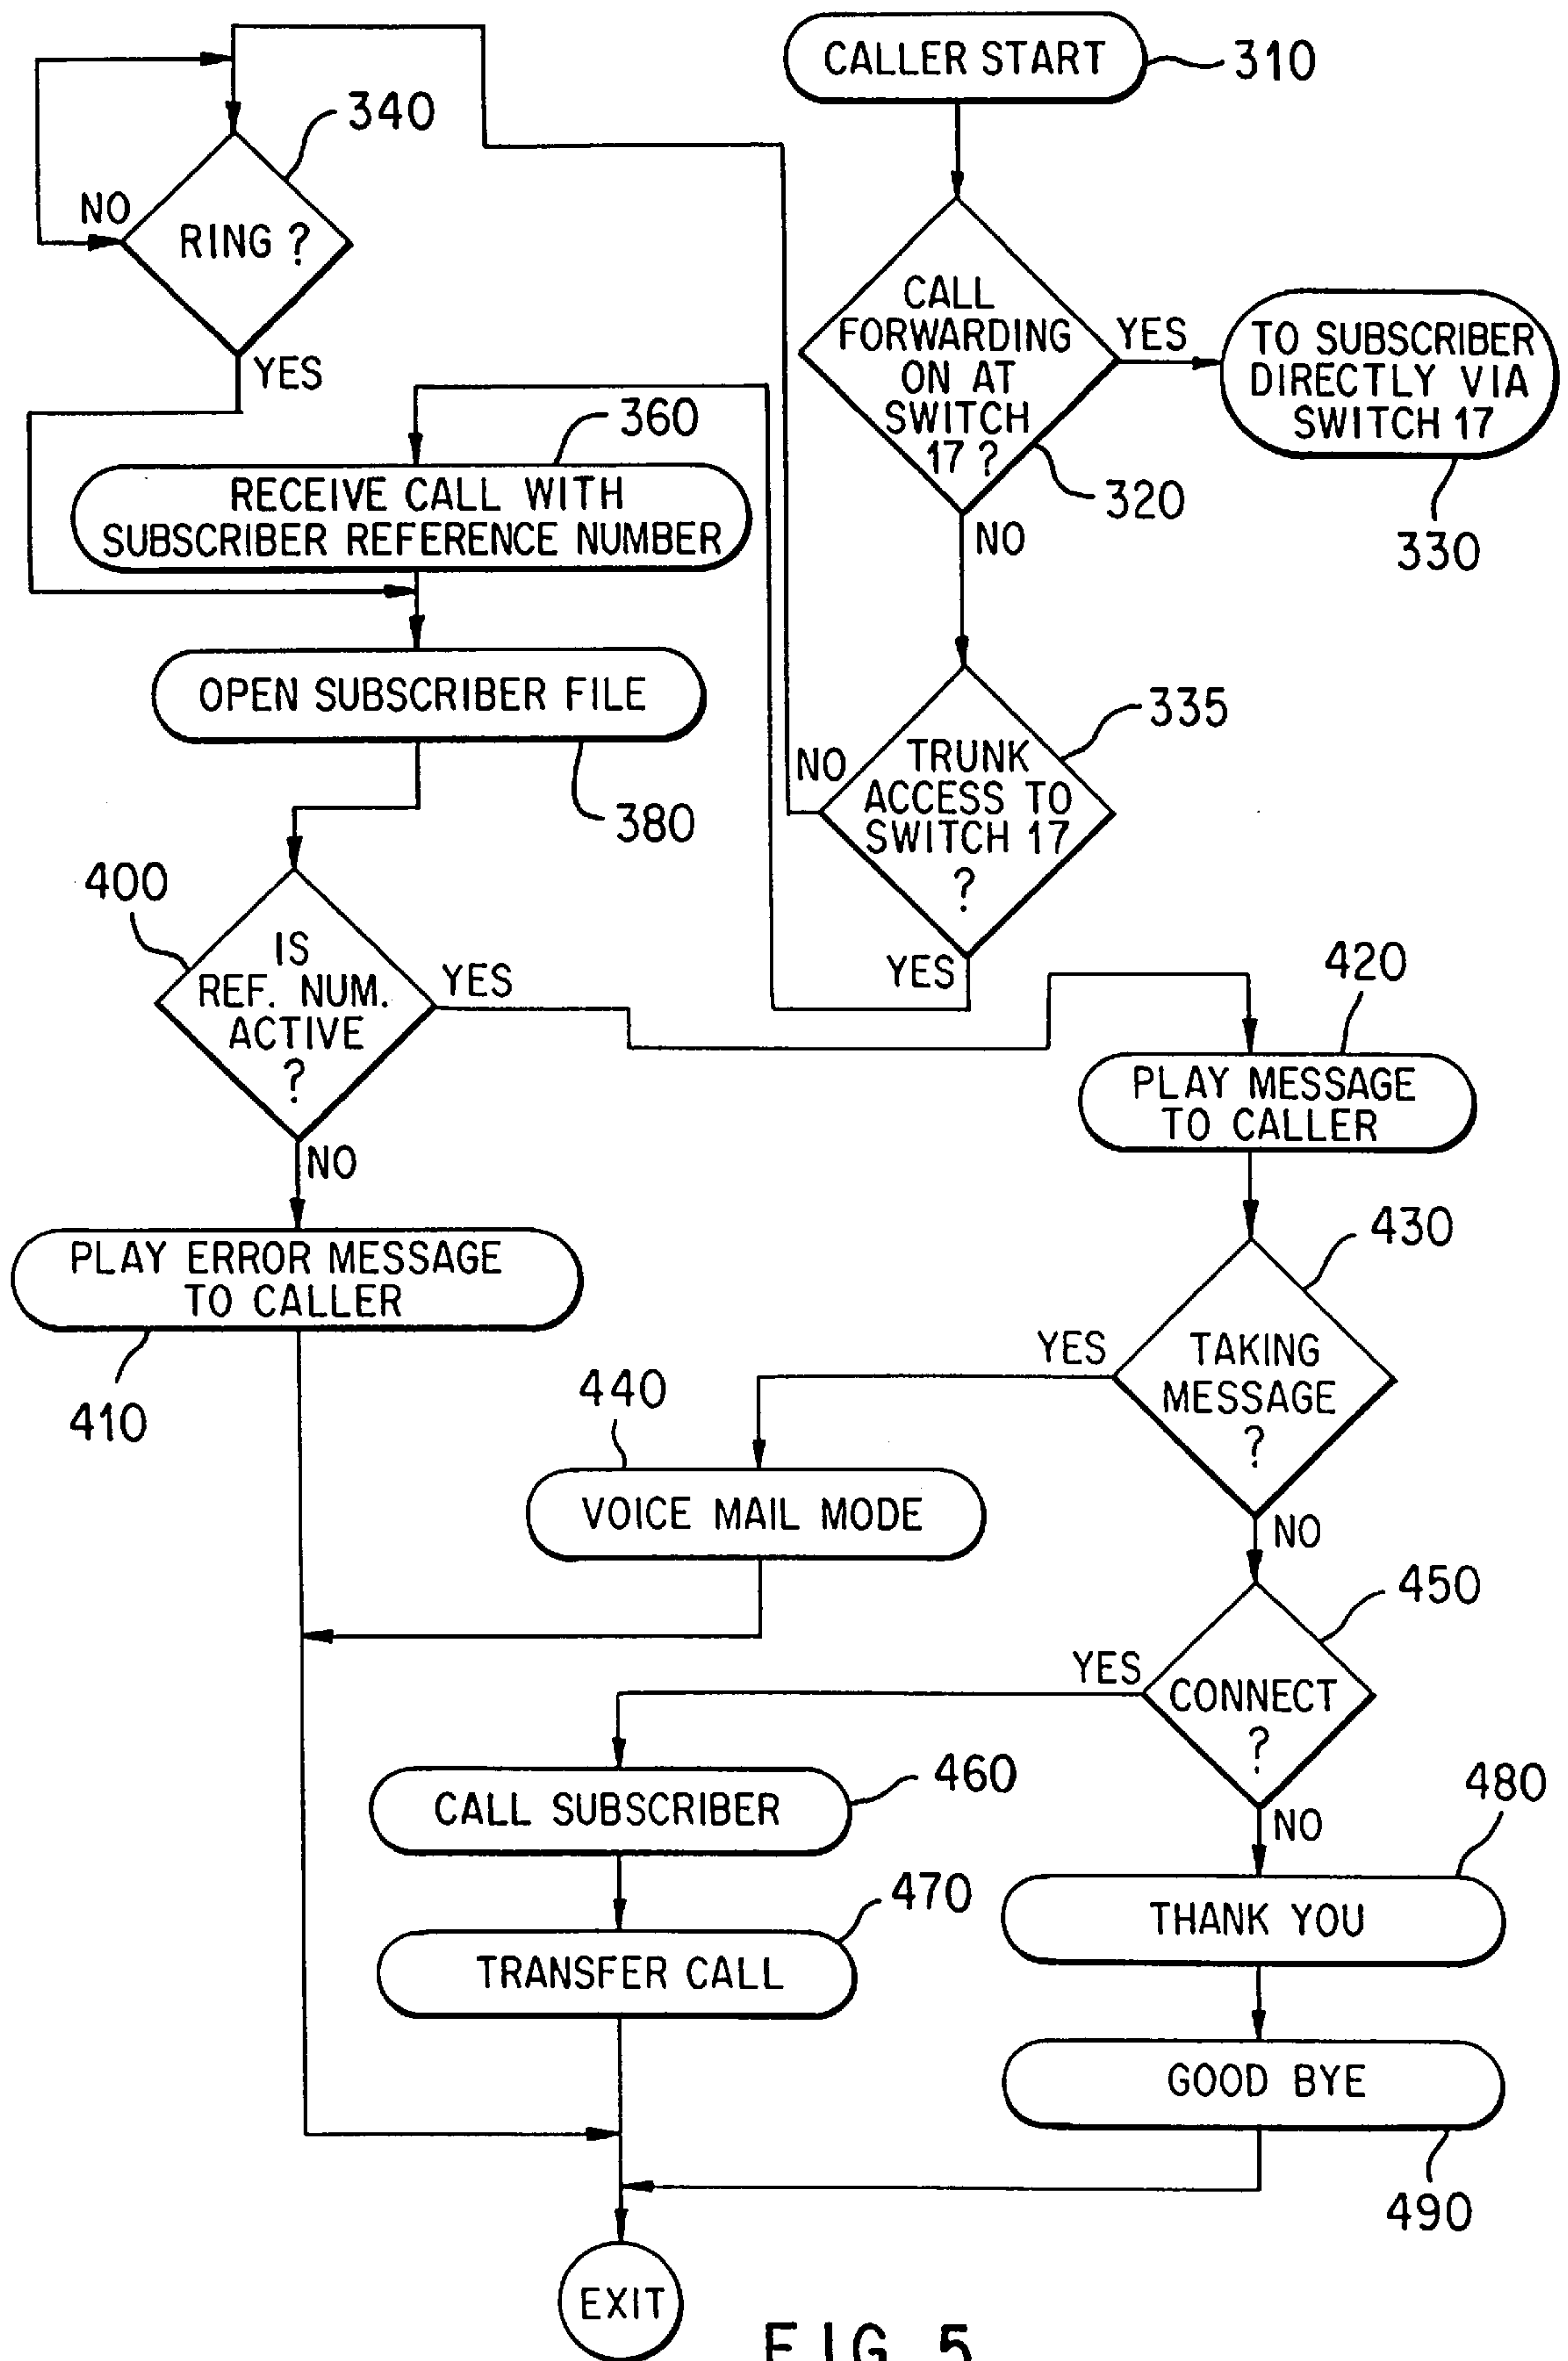 CALLER START
310
340
NO
RING ?
YES
CALL
FORWARDING
ON AT
SWITCH
17 ?
YES
TO SUBSCRIBER
DIRECTLY VIA
SWITCH 17
320
330
NO
360
RECEIVE CALL WITH
SUBSCRIBER REFERENCE NUMBER
OPEN SUBSCRIBER FILE
380
335
NO
TRUNK
ACCESS TO
SWITCH 17
?
YES
400
IS
REF. NUM.
ACTIVE
?
YES
NO
420
PLAY MESSAGE
TO CALLER
PLAY ERROR MESSAGE
TO CALLER
410
430
YES
TAKING
MESSAGE
?
NO
440
VOICE MAIL MODE
450
YES
CONNECT
?
NO
CALL SUBSCRIBER
460
480
THANK YOU
470
TRANSFER CALL
GOOD BYE
490
EXIT
FIG 5